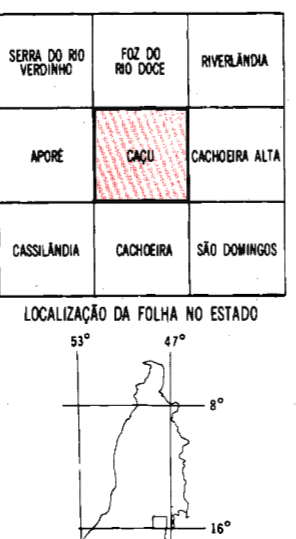 SERRA DO RIO VERDINHO
FOZ DO RIO DOCE
RIVERLÂNDIA
APORÉ
CAÇU
CACHOEIRA ALTA
CASSILÂNDIA
CACHOEIRA
SÃO DOMINGOS
LOCALIZAÇÃO DA FOLHA NO ESTADO
53° 47°
8°
16°